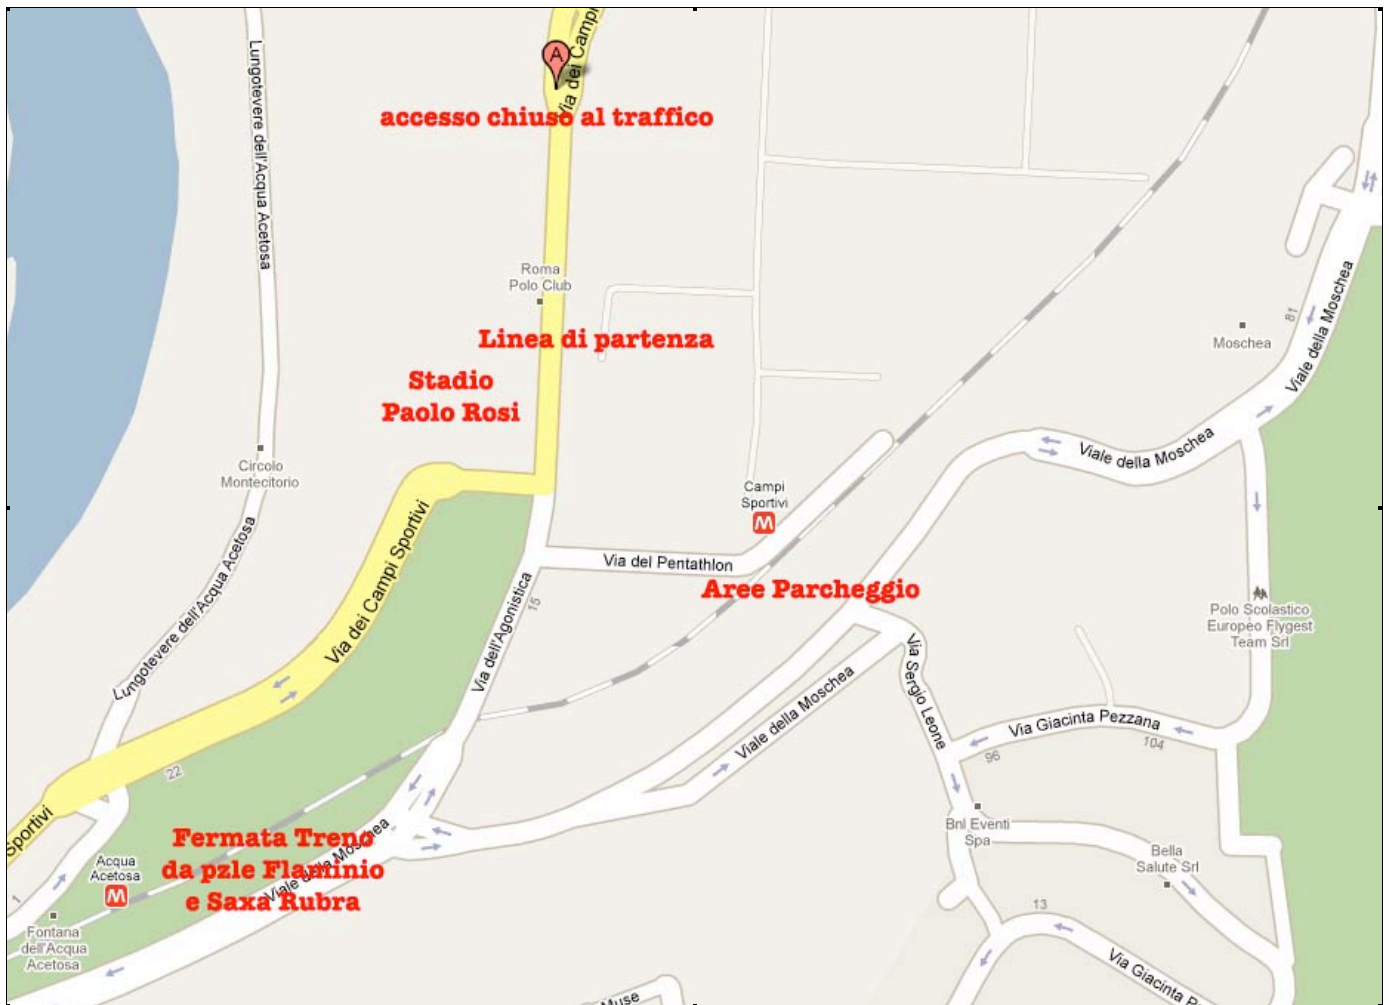 Lungotevere dell'Acqua Acetosa
A
Via dei Campi
accesso chiuso al traffico
Roma
Polo Club
Linea di partenza
Stadio
Paolo Rosi
81
Moschea
Viale della Moschea
Viale della Moschea
Circolo
Montecitorio
Campi
Sportivi
M
Lungotevere dell'Acqua Acetosa
Via dei Campi Sportivi
Via del Pentathlon
Aree Parcheggio
15
Via dell'Agonistica
Polo Scolastico
Europeo Flygest
Team Srl
Via Sergio Leone
Viale della Moschea
Via Giacinta Pezzana
104
96
22
Sportivi
Fermata Treno
da pzle Flaminio
e Saxa Rubra
Viale della Moschea
Acqua
Acetosa
M
1
Fontana
dell'Acqua
Acetosa
Bnl Eventi
Spa
Bella
Salute Srl
13
Via Giacinta P
Muse